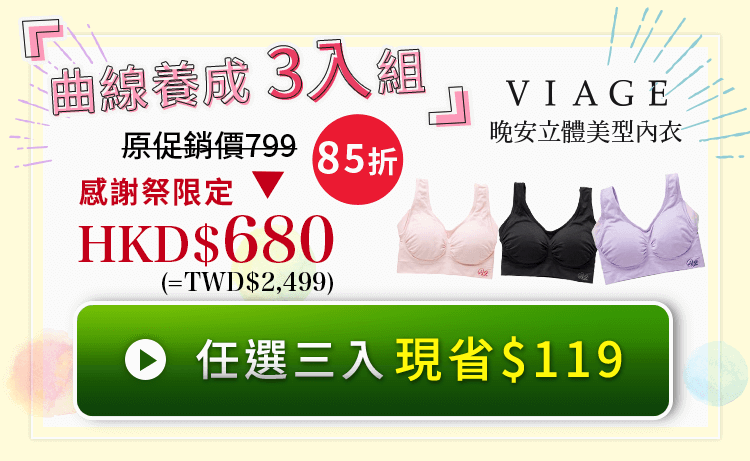 『曲線養成 3入組』
VIAGE
晚安立體美型內衣
原促銷價799
85折
感謝祭限定▼
HKD$680
(=TWD$2,499)
任選三入 現省$119